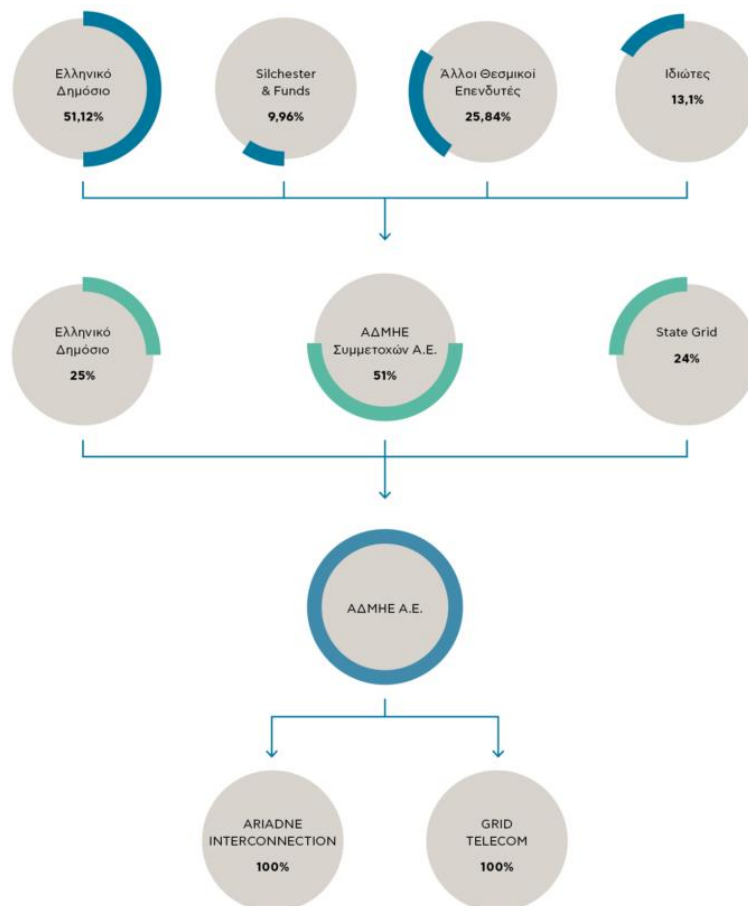 Ελληνικό
Δημόσιο
51,12%
Silchester
& Funds
9,96%
Άλλοι Θεσμικοί
Επενδυτές
25,84%
Ιδιώτες
13,1%
Ελληνικό
Δημόσιο
25%
ΑΔΜΗΕ
Συμμετοχών Α.Ε.
51%
State Grid
24%
ΑΔΜΗΕ Α.Ε.
ARIADNE
INTERCONNECTION
100%
GRID
TELECOM
100%